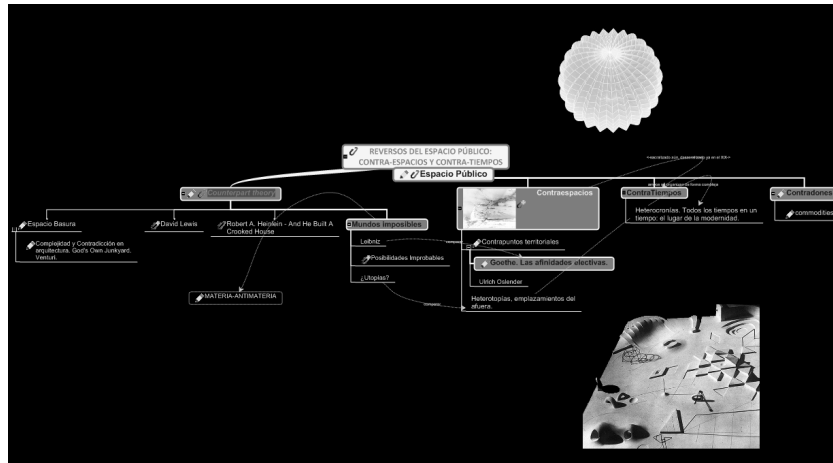 REVERSOS DEL ESPACIO PÚBLICO:
CONTRA-ESPACIOS Y CONTRA-TIEMPOS
Espacio Público
Counterpart theory
Espacio Basura
Complejidad y Contradicción en
arquitectura. God's Own Junkyard.
Venturi.
David Lewis
Robert A. Heinlein - And He Built A
Crooked House
Mundos imposibles
Leibniz
Posibilidades Improbables
¿Utopías?
MATERIA-ANTIMATERIA
Contraespacios
Contrapuntos territoriales
Goethe. Las afinidades electivas.
Ulrich Oslender
Heterotopías, emplazamientos del
afuera.
ContraTiempos
Heterocronías. Todos los tiempos en un
tiempo: el lugar de la modernidad.
Contradones
commodities